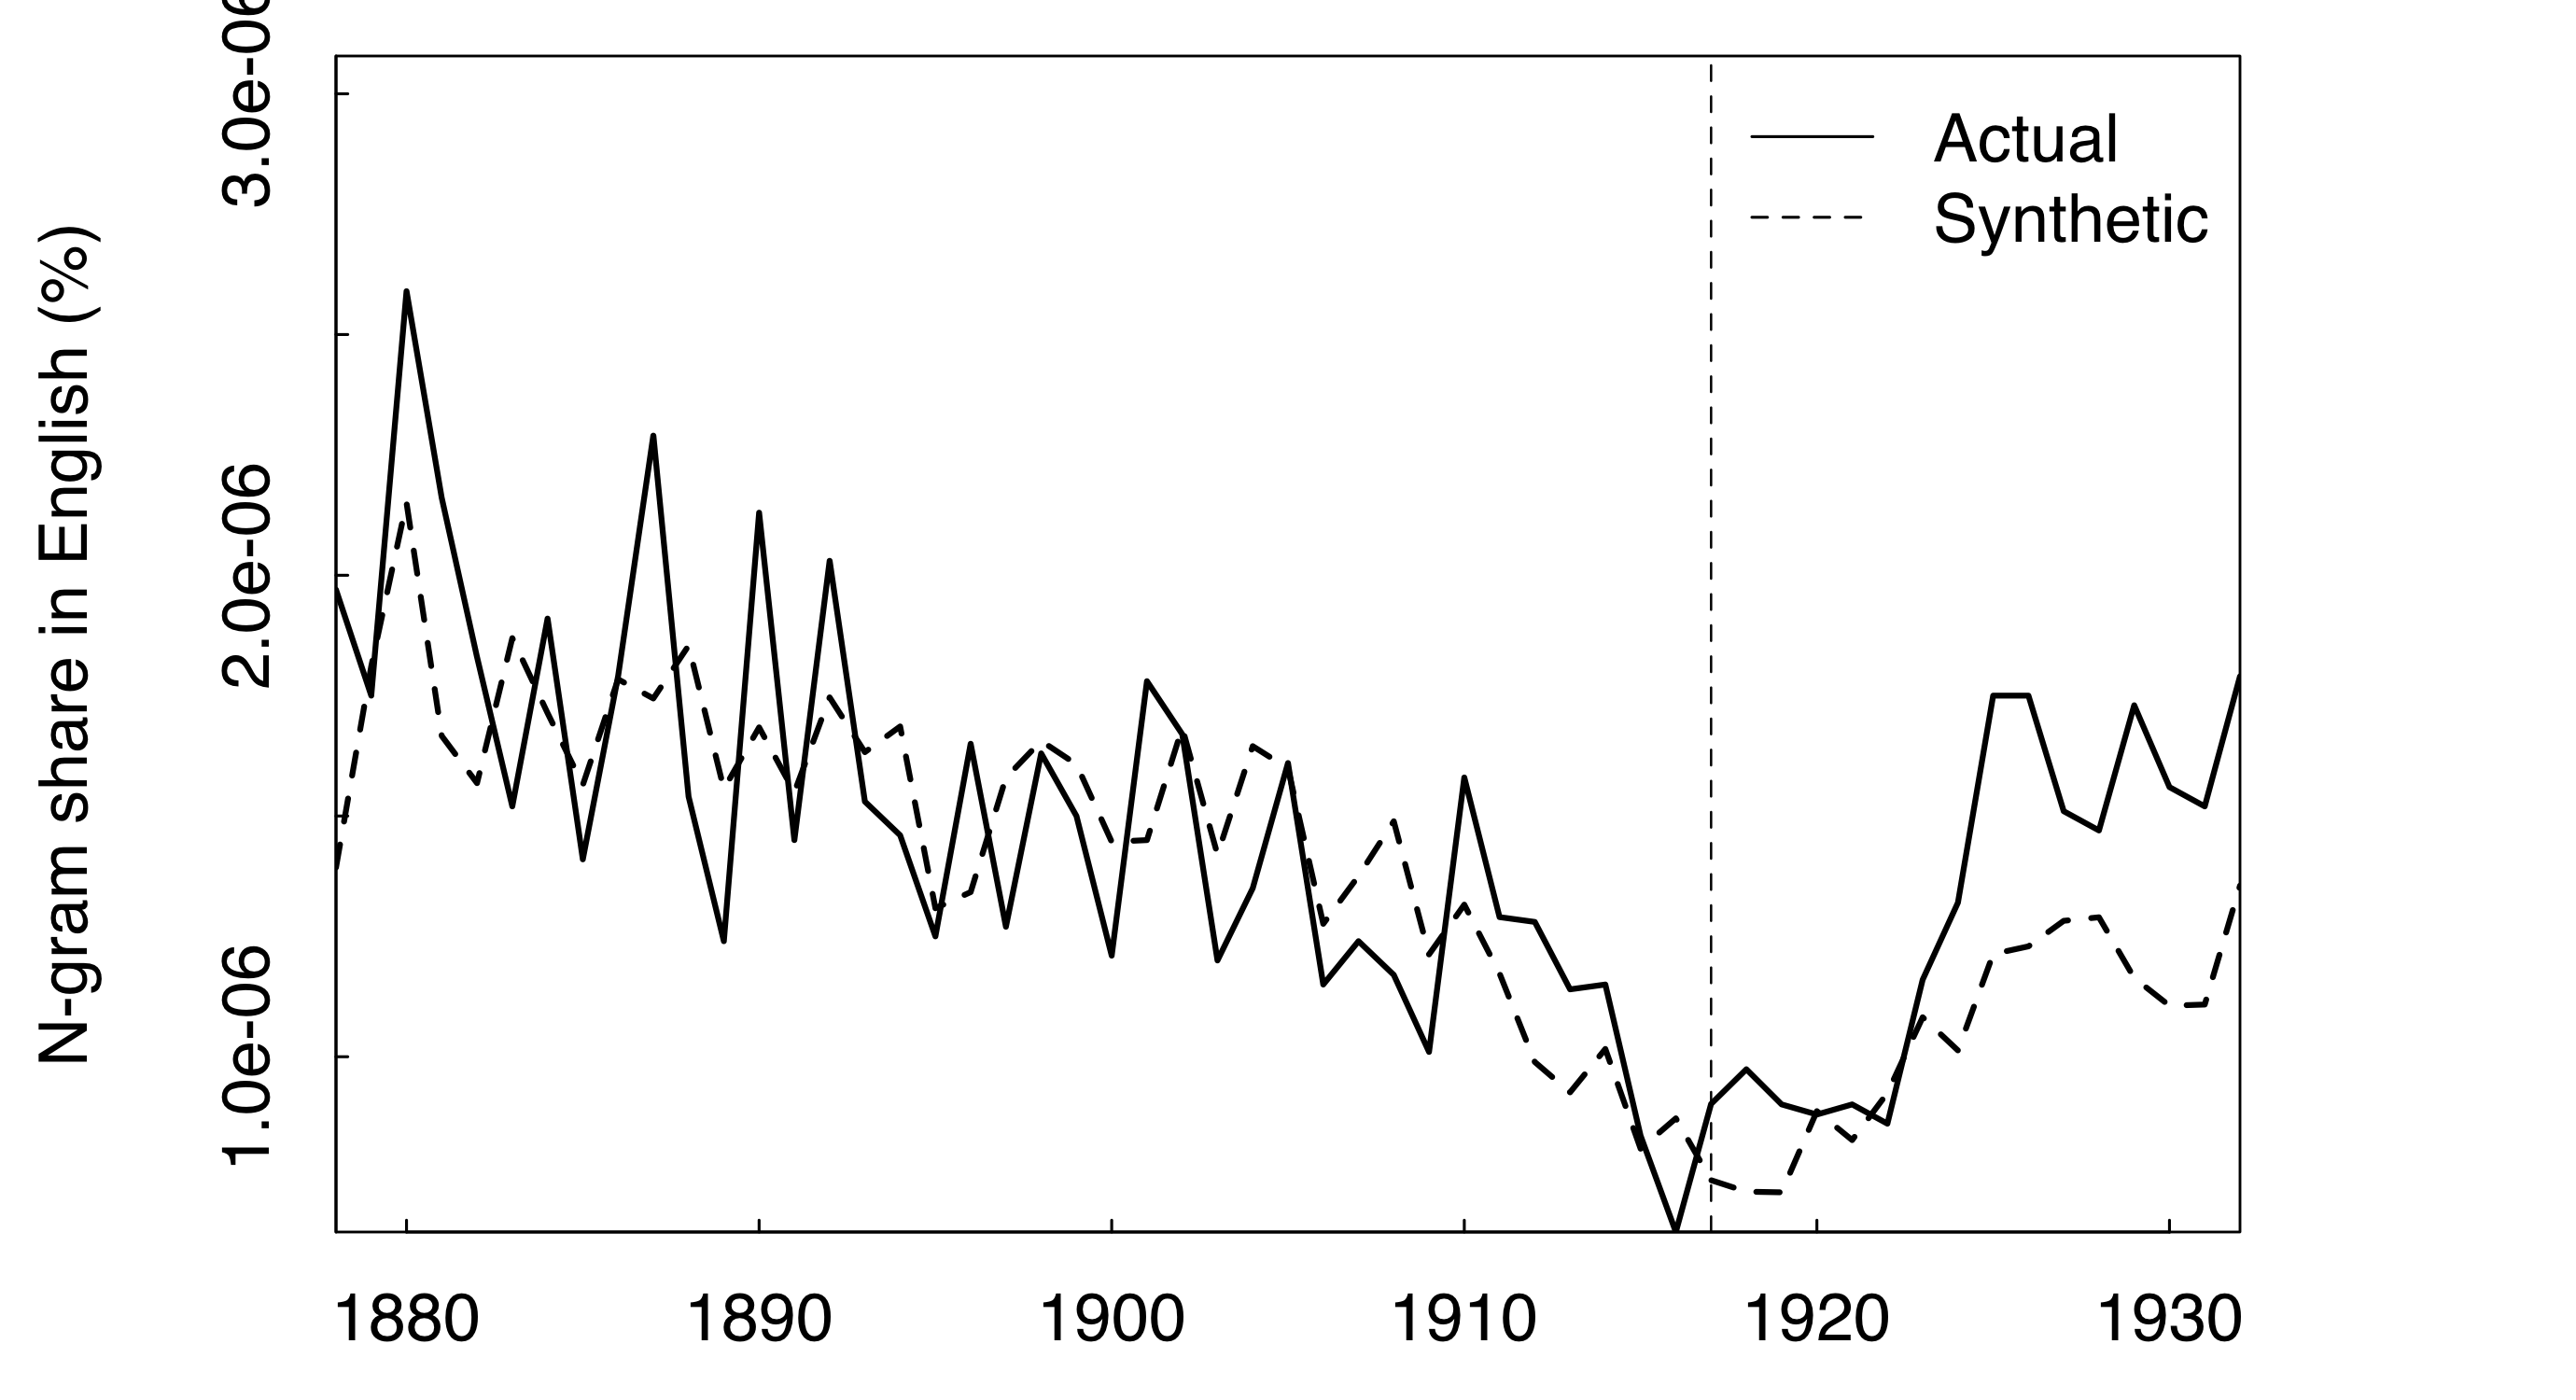 N-gram share in English (%)
3.0e-06
2.0e-06
1.0e-06
Actual
Synthetic
1880 1890 1900 1910 1920 1930